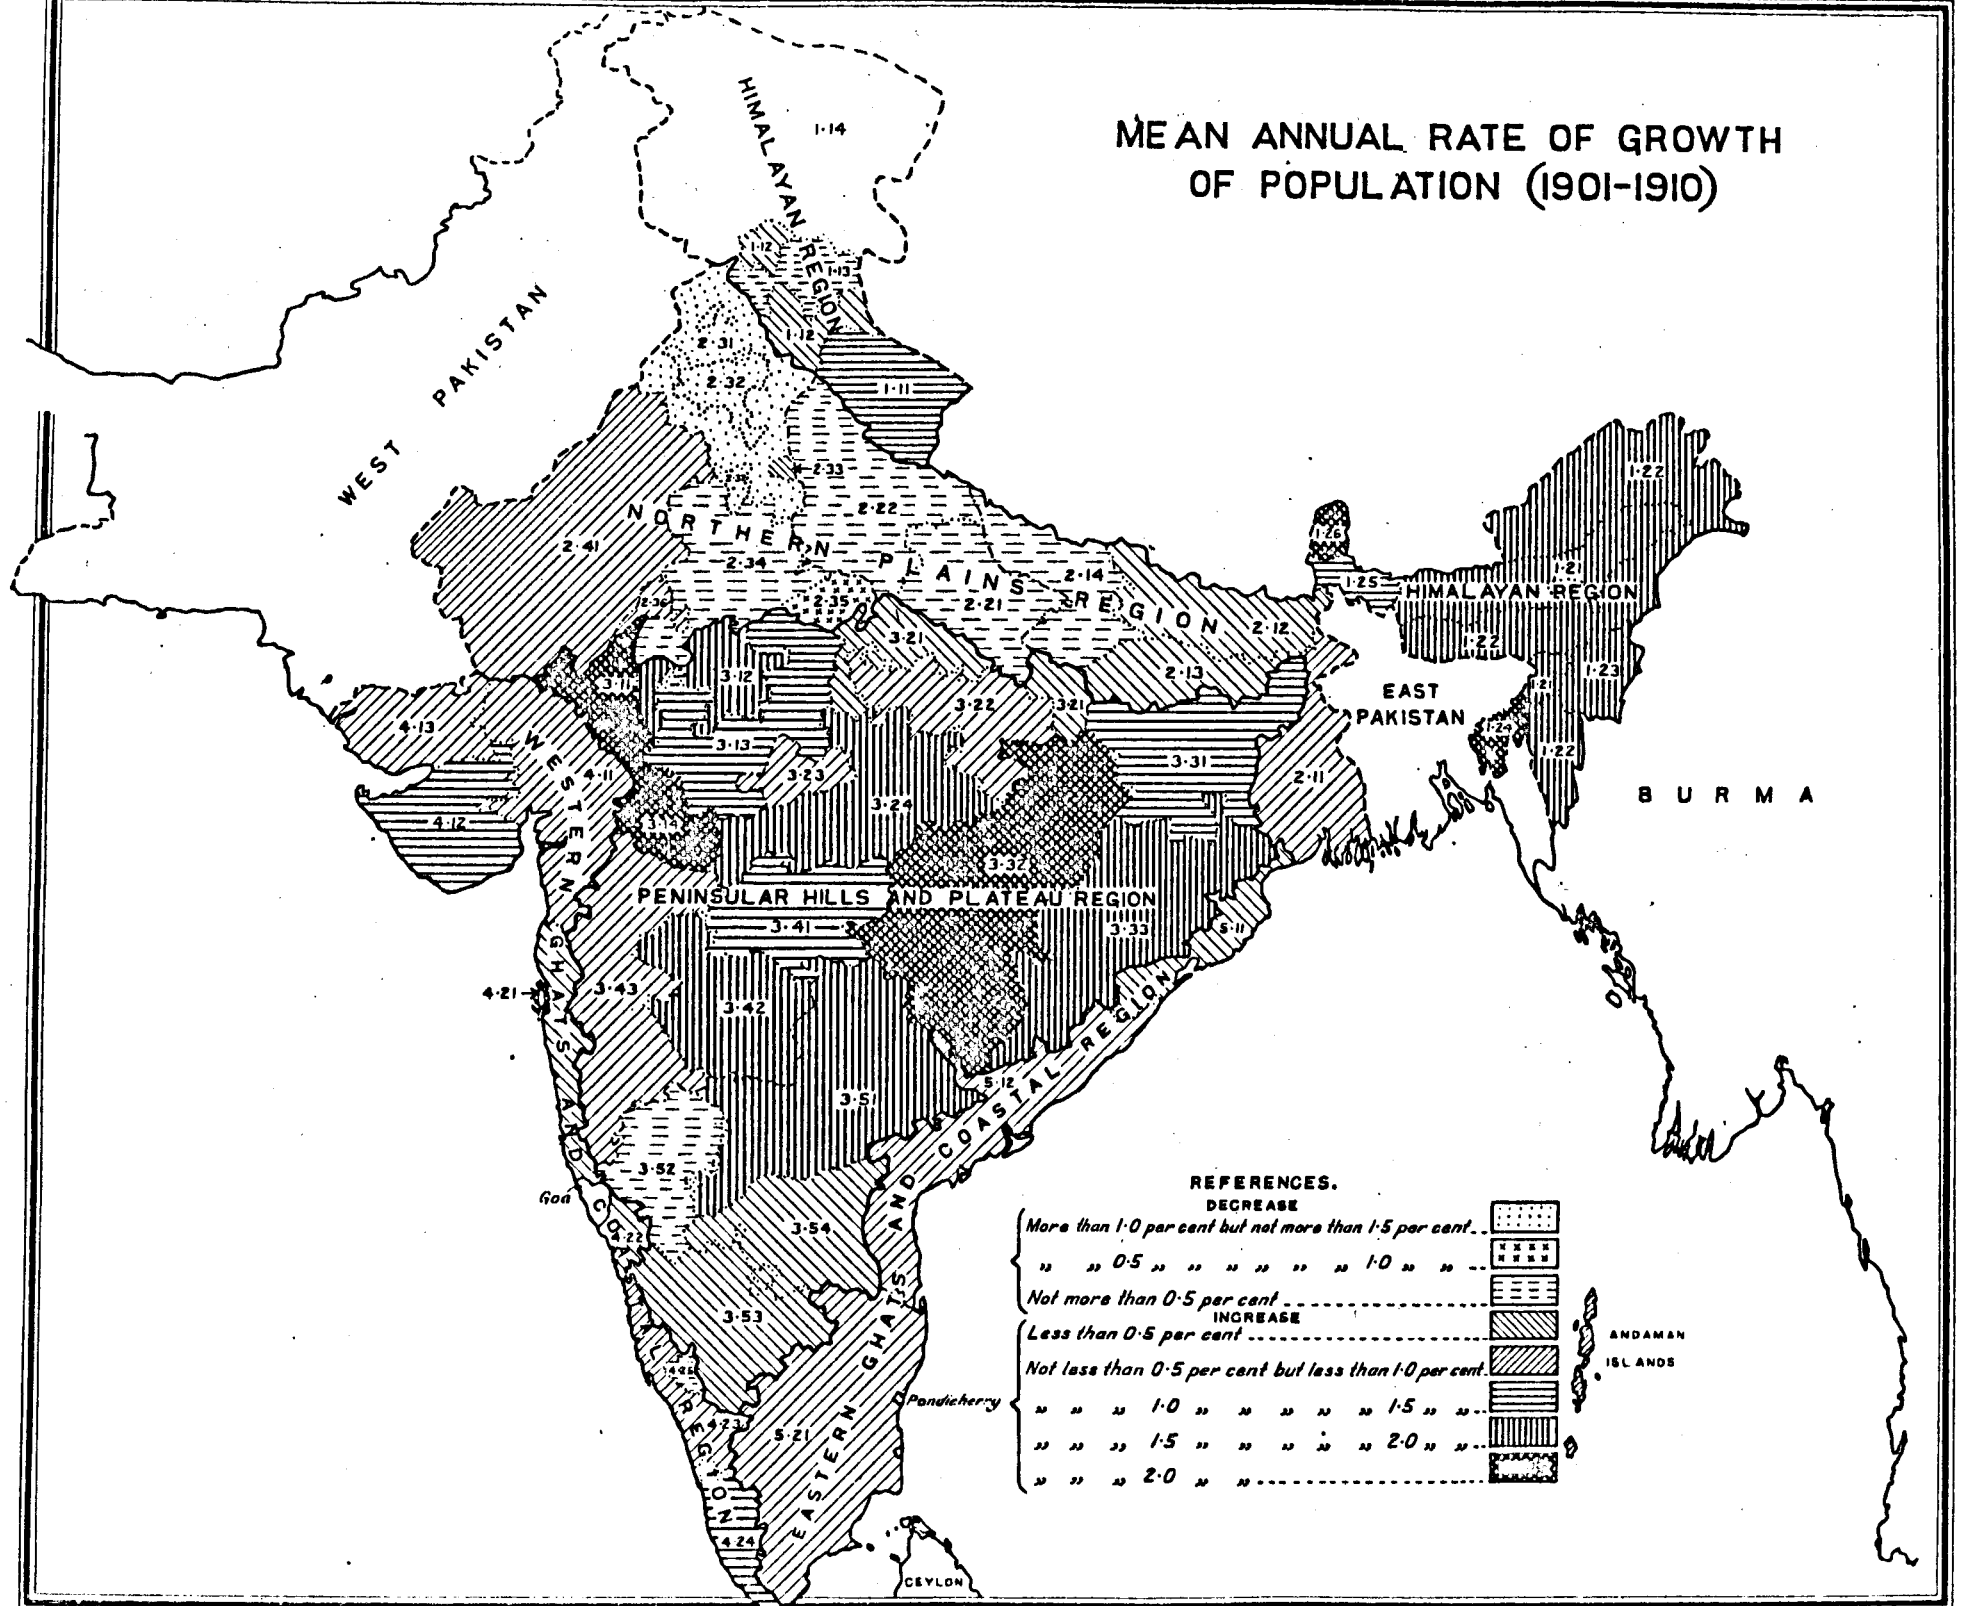 MEAN ANNUAL RATE OF GROWTH
OF POPULATION (1901-1910)
HIMALAYAN REGION
1·14
1·12
1·13
1·12
1·11
2·31
2·32
2·33
WEST PAKISTAN
NORTHERN PLAINS REGION
2·22
2·41
2·34
2·35
2·36
2·21
2·14
2·12
2·13
1·26
1·25
1·22
1·21
HIMALAYAN REGION
1·22
1·23
1·21
1·24
1·22
EAST
PAKISTAN
BURMA
3·21
3·22
3·21
3·11
3·12
3·13
3·23
3·24
3·31
2·11
4·13
4·11
4·12
3·14
3·32
PENINSULAR HILLS AND PLATEAU REGION
3·41
3·33
5·11
4·21
3·43
3·42
3·51
5·12
3·52
Goa
4·22
3·54
3·53
4·23
4·24
5·21
WESTERN GHATS AND COASTAL REGION
EASTERN GHATS AND COASTAL REGION
Pondicherry
CEYLON
REFERENCES.
DECREASE
More than 1·0 per cent but not more than 1·5 per cent
" " 0·5 " " " " " " 1·0 " "
Not more than 0·5 per cent
INCREASE
Less than 0·5 per cent
Not less than 0·5 per cent but less than 1·0 per cent
" " " 1·0 " " " " " 1·5 " "
" " " 1·5 " " " " " 2·0 " "
" " " 2·0 " "
ANDAMAN
ISLANDS